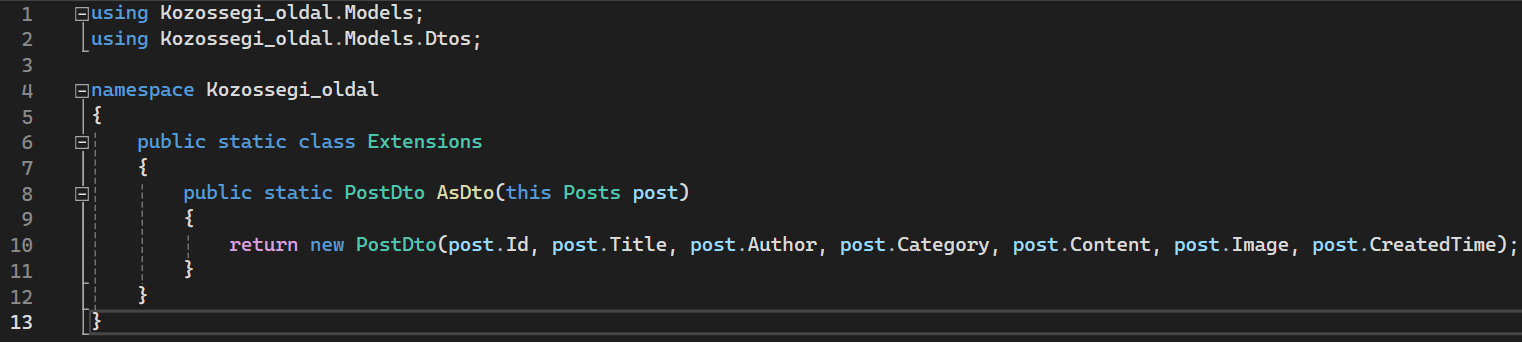 1 using Kozossegi_oldal.Models;
2 using Kozossegi_oldal.Models.Dtos;
3
4 namespace Kozossegi_oldal
5 {
6 public static class Extensions
7 {
8 public static PostDto AsDto(this Posts post)
9 {
10 return new PostDto(post.Id, post.Title, post.Author, post.Category, post.Content, post.Image, post.CreatedTime);
11 }
12 }
13 }